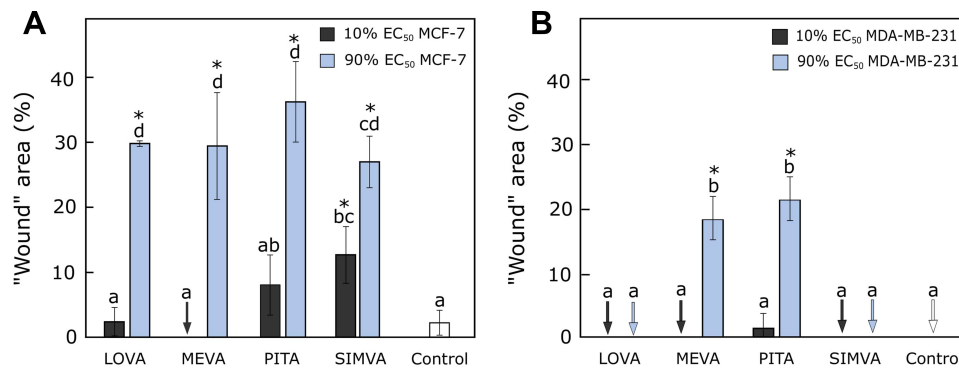 A
10% EC₅₀ MCF-7
90% EC₅₀ MCF-7
"Wound" area (%)
40
30
20
10
0
a
*
d
a
*
d
ab
*
d
*
bc
*
cd
a
LOVA MEVA PITA SIMVA Control
B
10% EC₅₀ MDA-MB-231
90% EC₅₀ MDA-MB-231
"Wound" area (%)
40
30
20
10
0
a a a
*
b
a
*
b
a a a
LOVA MEVA PITA SIMVA Control